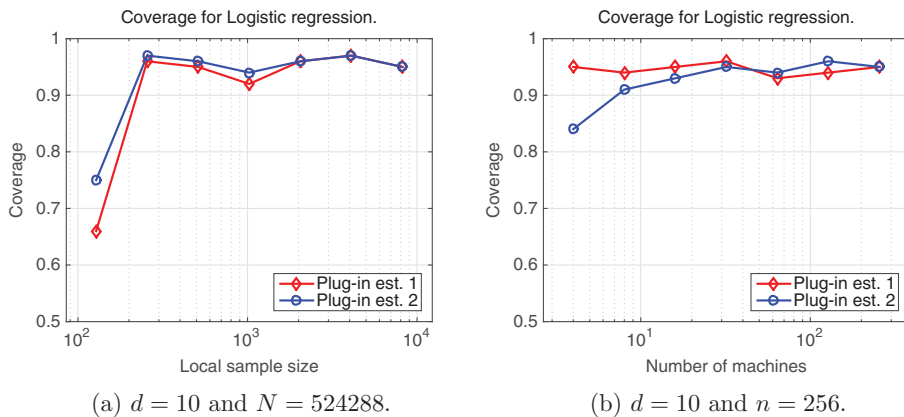 Coverage for Logistic regression.
1
0.9
0.8
0.7
0.6
0.5
Coverage
10^2
10^3
10^4
Local sample size
Plug-in est. 1
Plug-in est. 2
(a) d = 10 and N = 524288.
Coverage for Logistic regression.
1
0.9
0.8
0.7
0.6
0.5
Coverage
10^1
10^2
Number of machines
Plug-in est. 1
Plug-in est. 2
(b) d = 10 and n = 256.